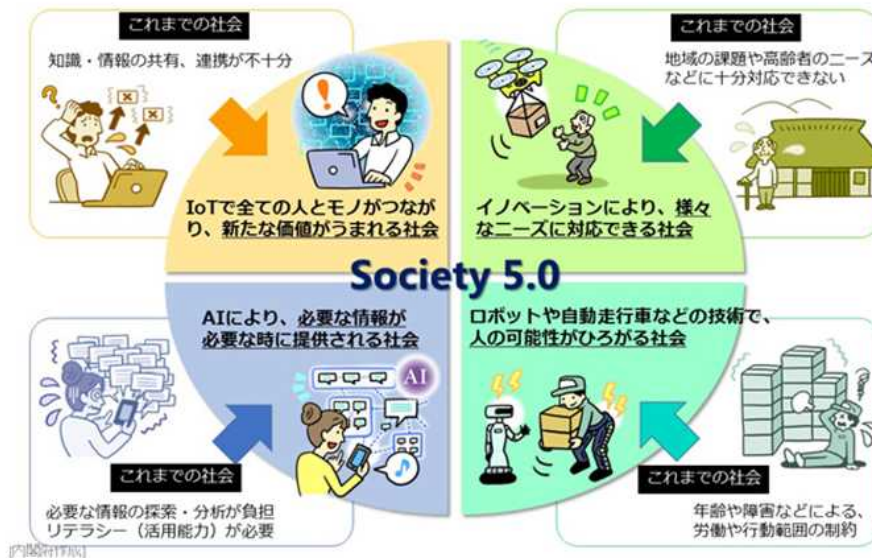 これまでの社会
知識・情報の共有、連携が不十分
IoTで全ての人とモノがつなが
り、新たな価値がうまれる社会
これまでの社会
地域の課題や高齢者のニーズ
などに十分対応できない
イノベーションにより、様々
なニーズに対応できる社会
Society 5.0
AIにより、必要な情報が
必要な時に提供される社会
AI
これまでの社会
必要な情報の探索・分析が負担
リテラシー（活用能力）が必要
ロボットや自動走行車などの技術で、
人の可能性がひろがる社会
これまでの社会
年齢や障害などによる、
労働や行動範囲の制約
[内閣府作成]